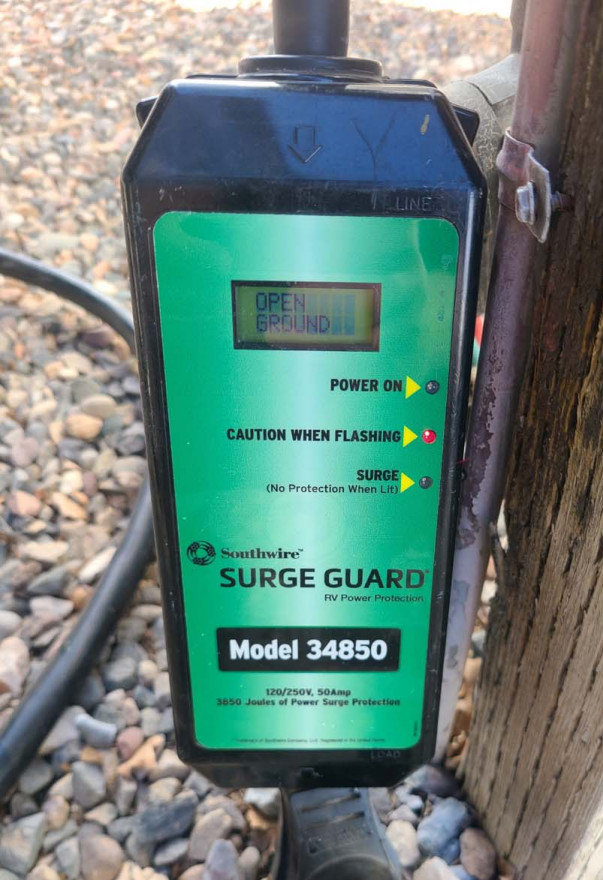 LINE
OPEN
GROUND
POWER ON
CAUTION WHEN FLASHING
SURGE
(No Protection When Lit)
Southwire™
SURGE GUARD®
RV Power Protection
Model 34850
120/250V, 50Amp
3650 Joules of Power Surge Protection
LOAD